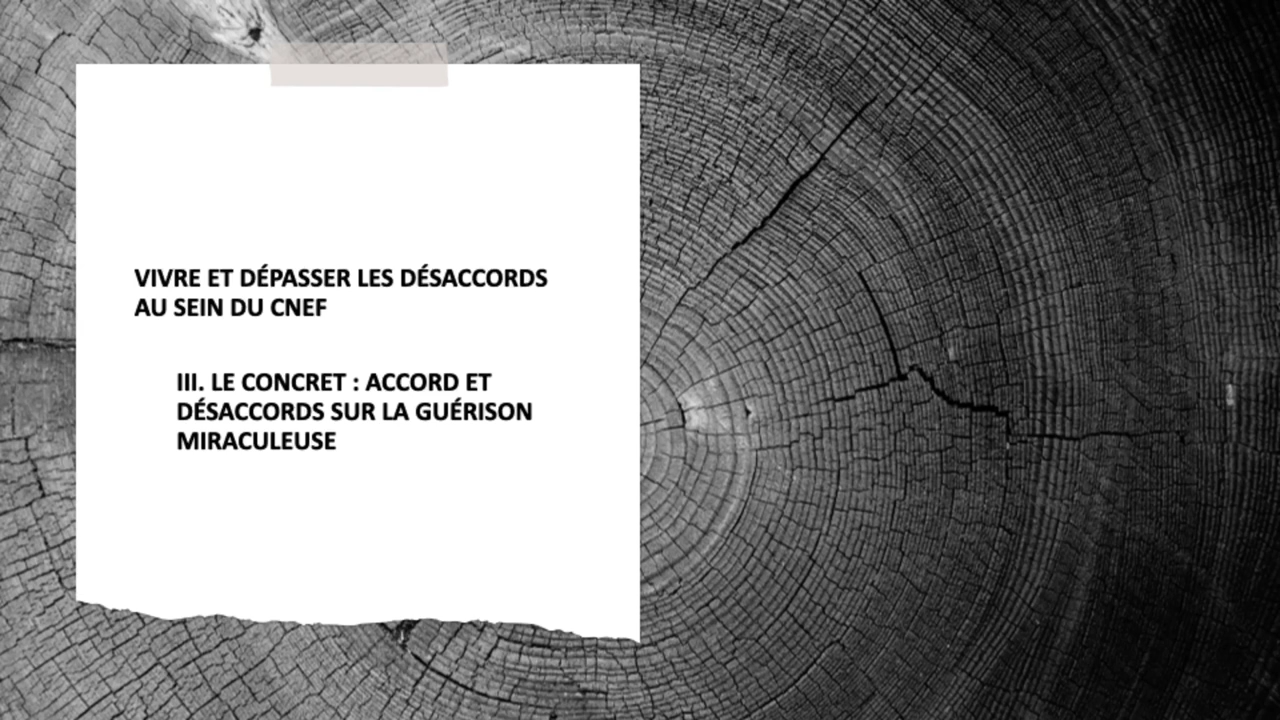 VIVRE ET DÉPASSER LES DÉSACCORDS
AU SEIN DU CNEF
III. LE CONCRET : ACCORD ET
DÉSACCORDS SUR LA GUÉRISON
MIRACULEUSE